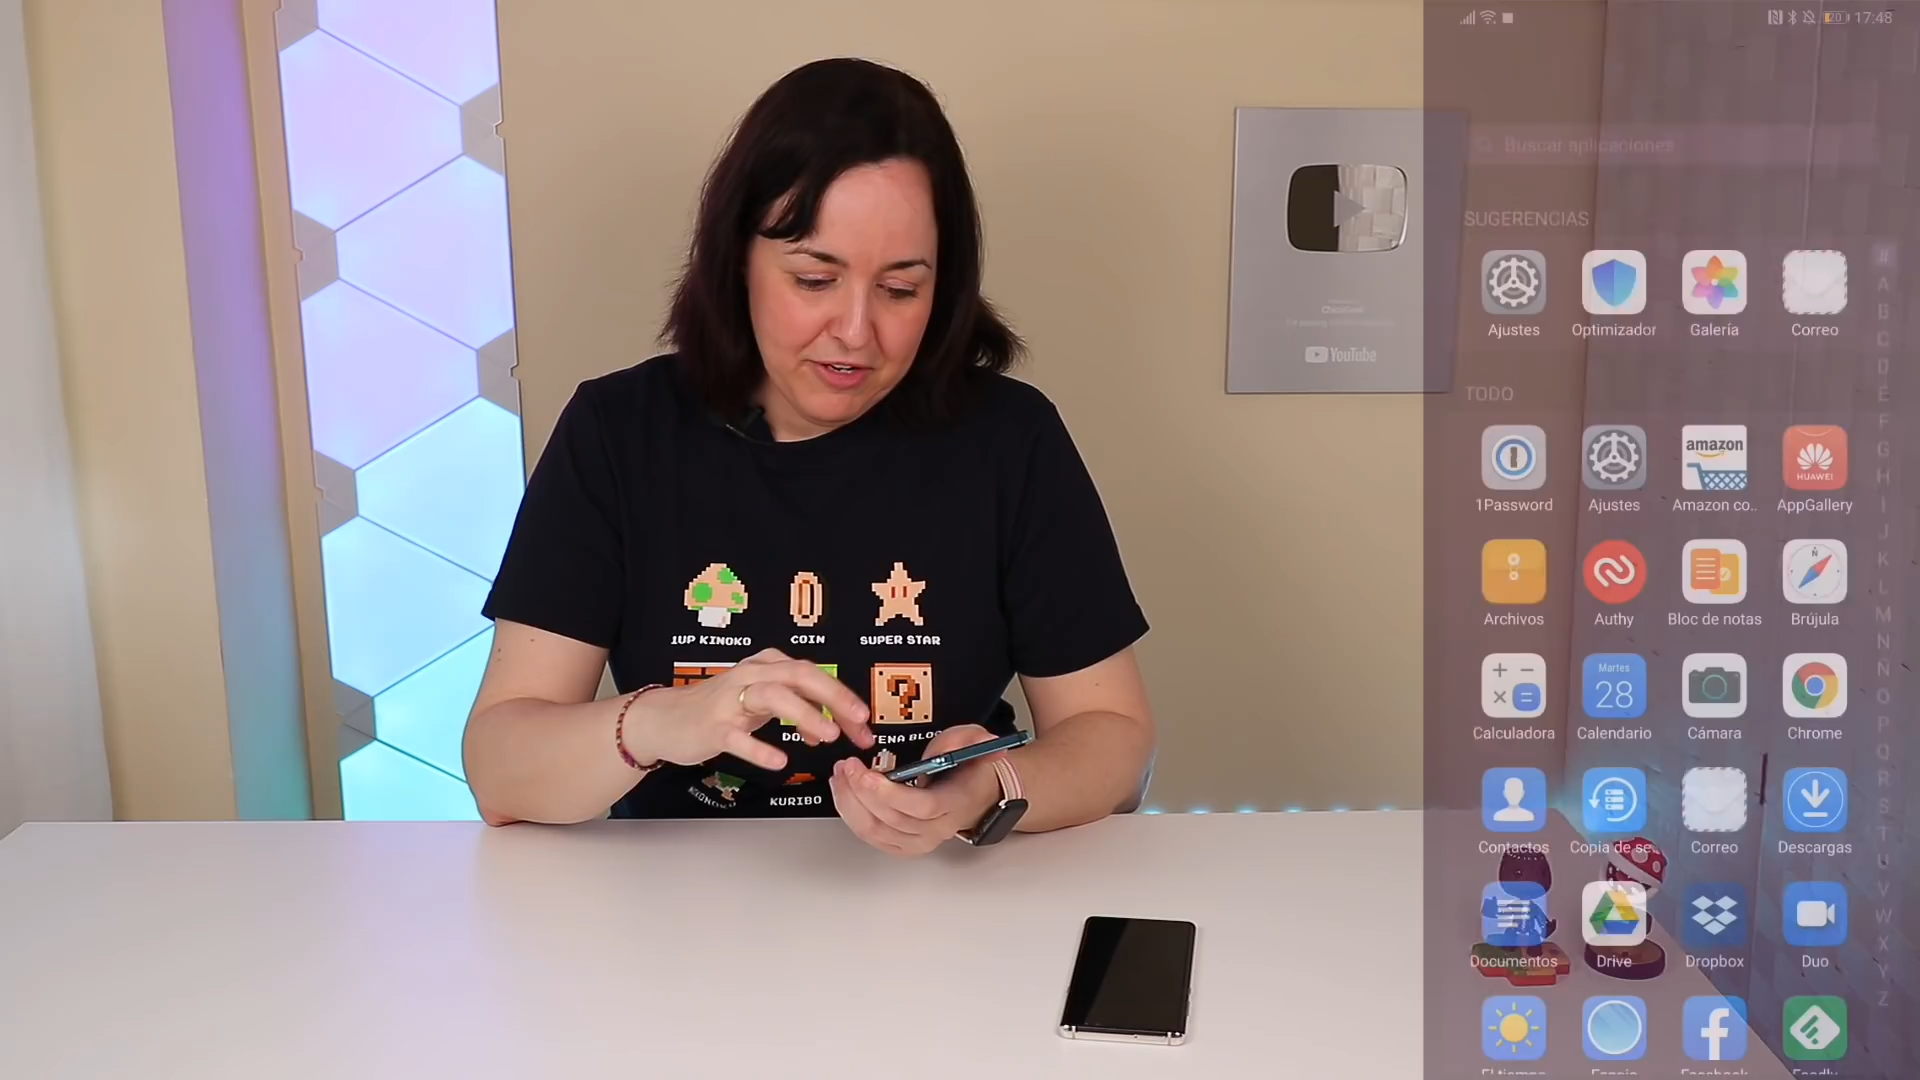 17:48
Buscar aplicaciones
SUGERENCIAS
Ajustes Optimizador Galería Correo
TODO
1Password Ajustes Amazon co.. AppGallery
amazon
HUAWEI
Archivos Authy Bloc de notas Brújula
Martes
28
Calculadora Calendario Cámara Chrome
Contactos Copia de se.. Correo Descargas
Documentos Drive Dropbox Duo
#
A
B
C
D
E
F
G
H
I
J
K
L
M
N
Ñ
O
P
Q
R
S
T
U
V
W
X
Y
Z
ChicaGeek
YouTube
1UP KINOKO COIN SUPER STAR
KURIBO